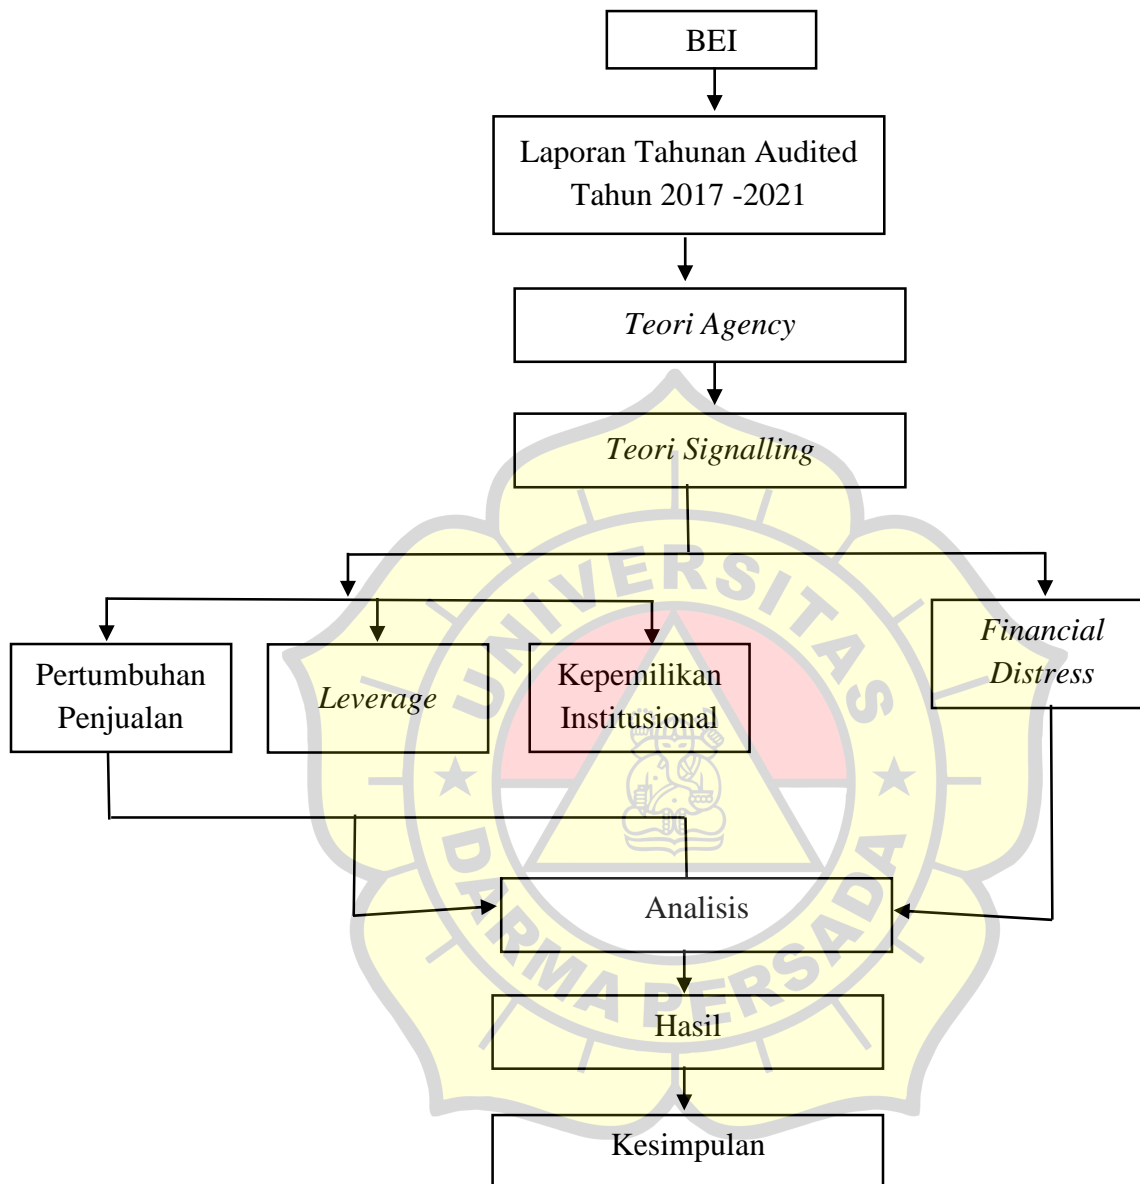 BEI
Laporan Tahunan Audited
Tahun 2017 -2021
Teori Agency
Teori Signalling
Pertumbuhan
Penjualan
Leverage
Kepemilikan
Institusional
Financial
Distress
Analisis
Hasil
Kesimpulan
UNIVERSITAS
DARMA PERSADA